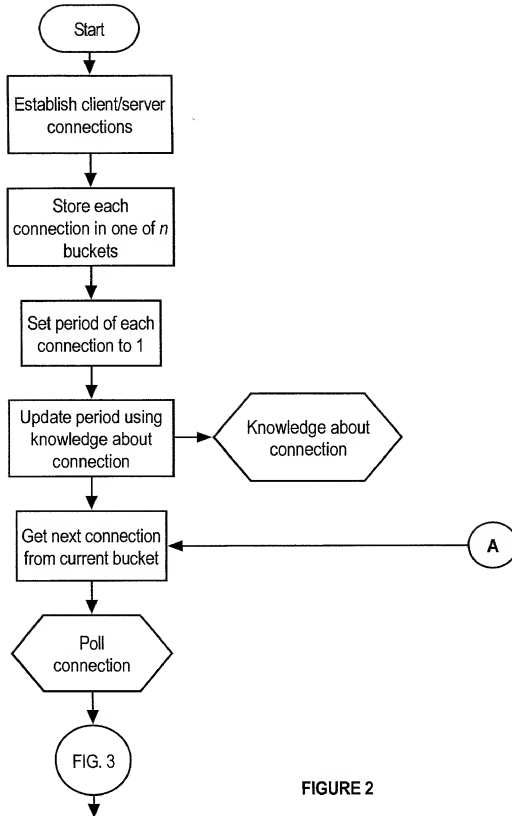 Start
Establish client/server
connections
Store each
connection in one of n
buckets
Set period of each
connection to 1
Update period using
knowledge about
connection
Knowledge about
connection
Get next connection
from current bucket
A
Poll
connection
FIG. 3
FIGURE 2